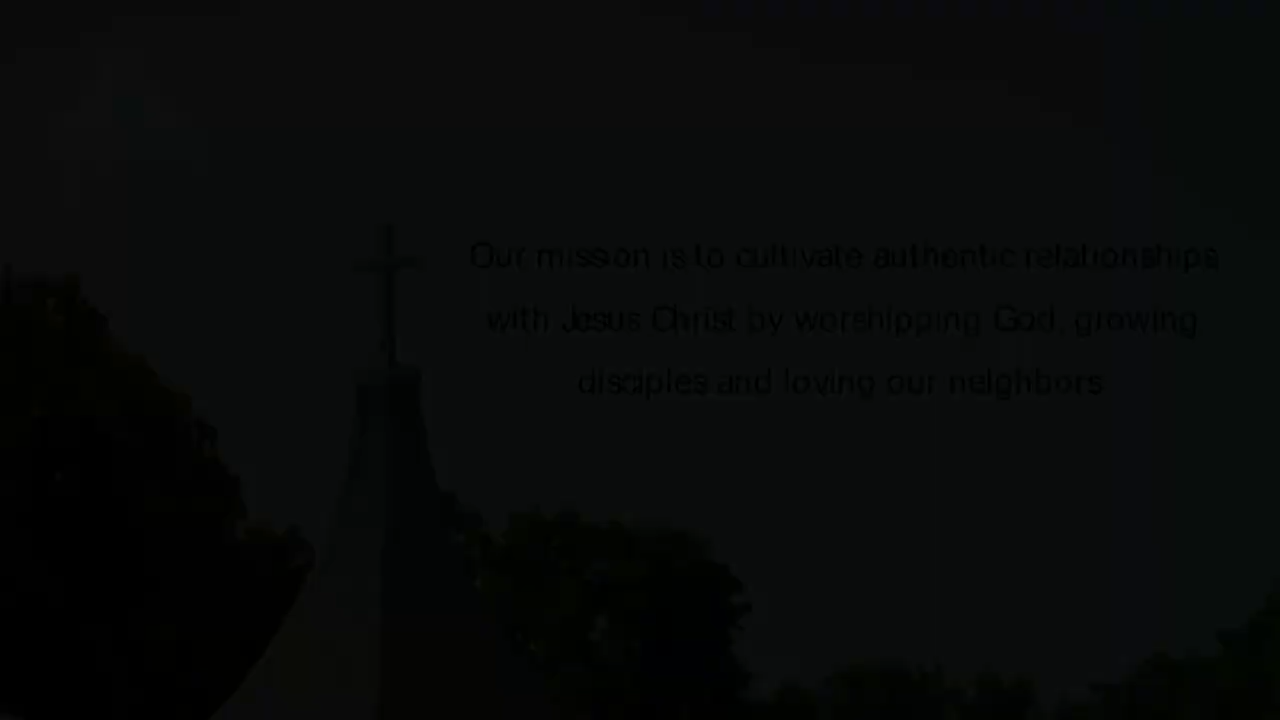 Our mission is to cultivate authentic relationships
with Jesus Christ by worshipping God, growing
disciples and loving our neighbors